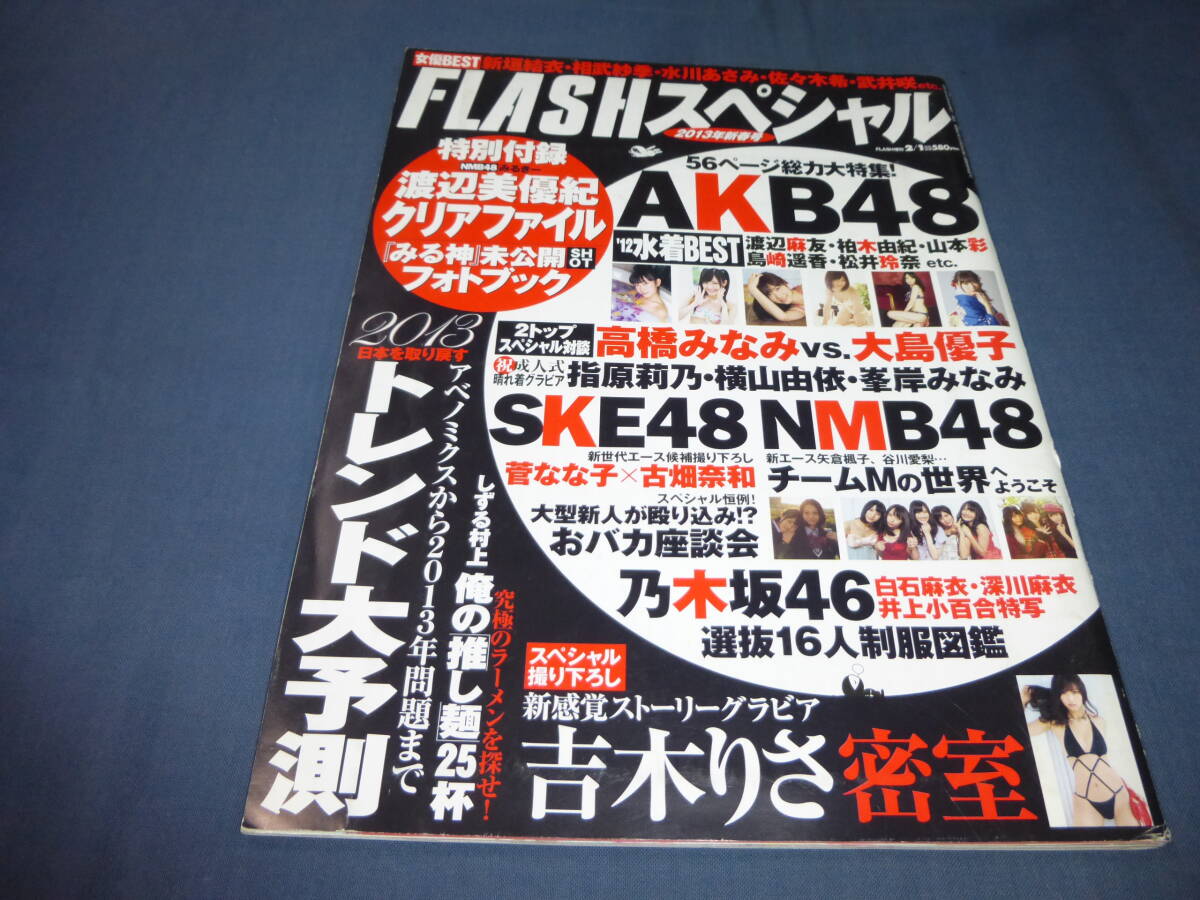 女優BEST 新垣結衣・相武紗季・水川あさみ・佐々木希・武井咲etc.
FLASHスペシャル
2013年新春号
2/1
580
特別付録
NMB48みるきー
渡辺美優紀
クリアファイル
『みる神』未公開SHOT
フォトブック
56ページ総力大特集!
AKB48
'12水着BEST
渡辺麻友・柏木由紀・山本彩
島崎遥香・松井玲奈 etc.
2トップ
スペシャル対談
高橋みなみvs.大島優子
祝成人式
晴れ着グラビア
指原莉乃・横山由依・峯岸みなみ
SKE48
新世代エース候補撮り下ろし
菅なな子×古畑奈和
NMB48
新エース矢倉楓子、谷川愛梨…
チームMの世界へようこそ
スペシャル恒例!
大型新人が殴り込み!?
おバカ座談会
乃木坂46
白石麻衣・深川麻衣
井上小百合特写
選抜16人制服図鑑
2013
日本を取り戻す
トレンド大予測
アベノミクスから2013年問題まで
しずる村上
俺の「推し麺」25杯
究極のラーメンを探せ!
スペシャル
撮り下ろし
新感覚ストーリーグラビア
吉木りさ 密室